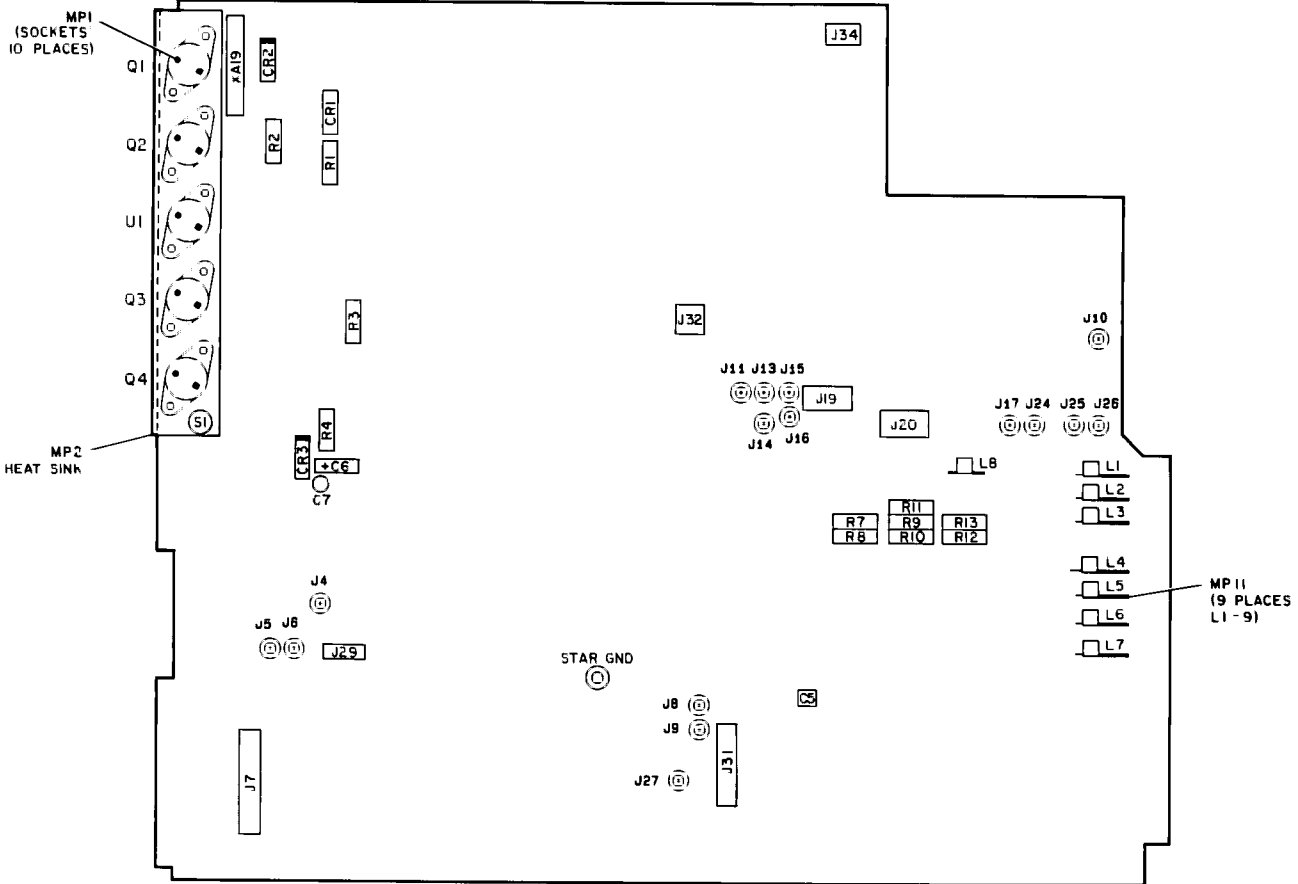 MP1
(SOCKETS
10 PLACES)
J34
Q1
XA19
CR2
CR1
Q2
R2
R1
U1
Q3
R3
J32
J10
Q4
J11 J13 J15
J19
S1
R4
J14
J16
J20
J17 J24 J25 J26
MP2
HEAT SINK
CR3
+C6
C7
L8
L1
L2
L3
R11
R7 R9 R13
R8 R10 R12
L4
L5
L6
L7
MP11
(9 PLACES
L1-9)
J4
J5 J6
J29
STAR GND
J8
C5
J9
J31
J27
J7